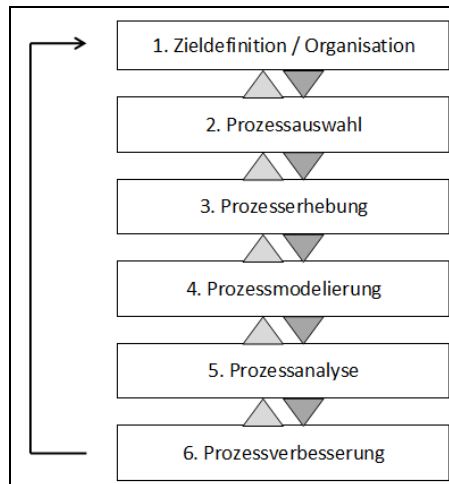 1. Zieldefinition / Organisation
2. Prozessauswahl
3. Prozesserhebung
4. Prozessmodelierung
5. Prozessanalyse
6. Prozessverbesserung